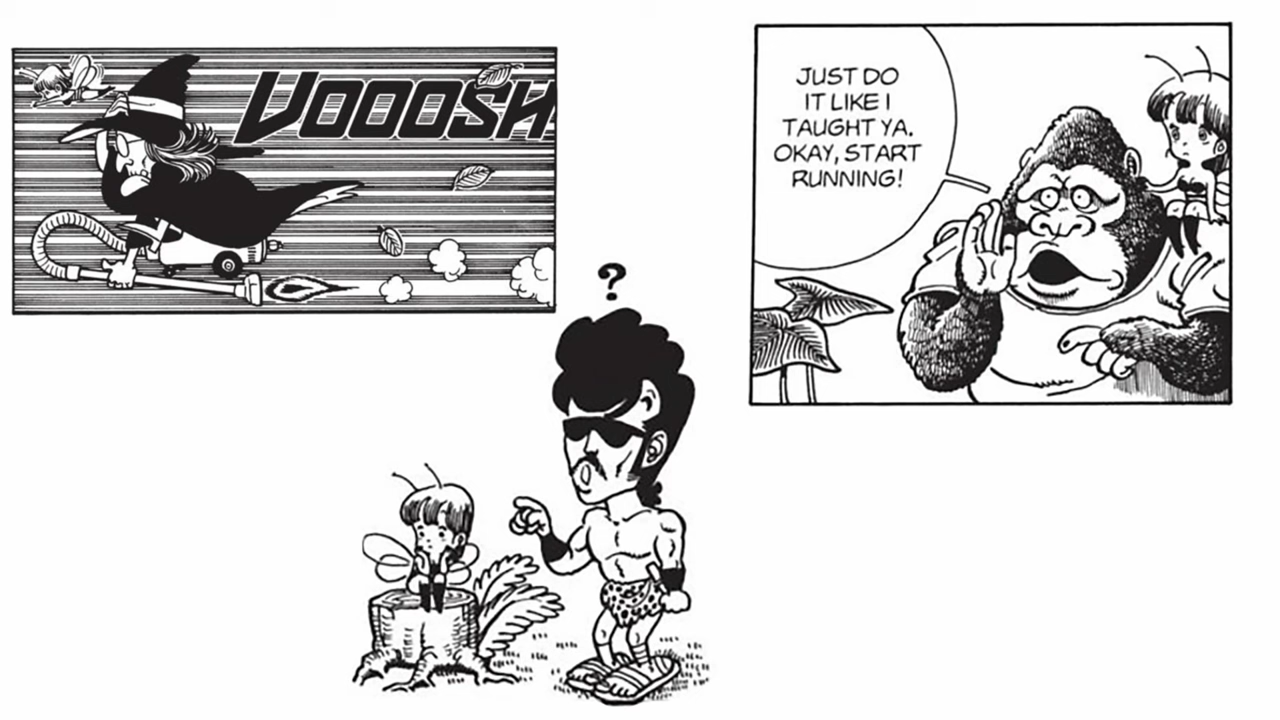 VOOOSH
JUST DO
IT LIKE I
TAUGHT YA.
OKAY, START
RUNNING!
?